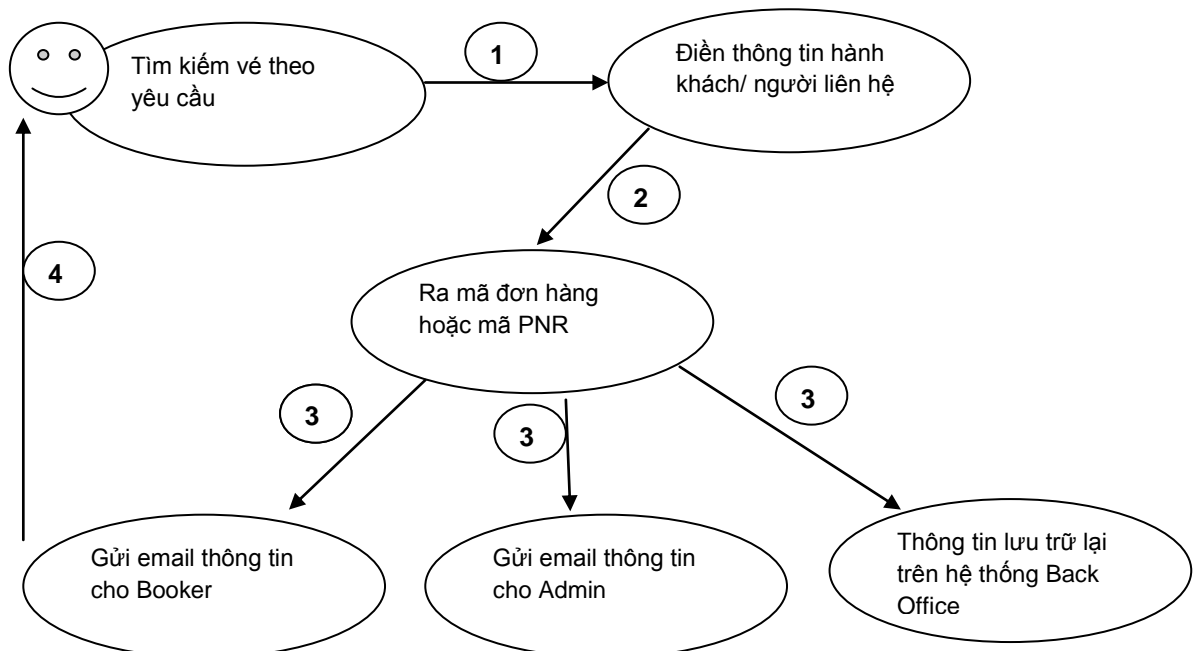 Tìm kiếm vé theo
yêu cầu
1
Điền thông tin hành
khách/ người liên hệ
2
4
Ra mã đơn hàng
hoặc mã PNR
3
3
3
Gửi email thông tin
cho Booker
Gửi email thông tin
cho Admin
Thông tin lưu trữ lại
trên hệ thống Back
Office